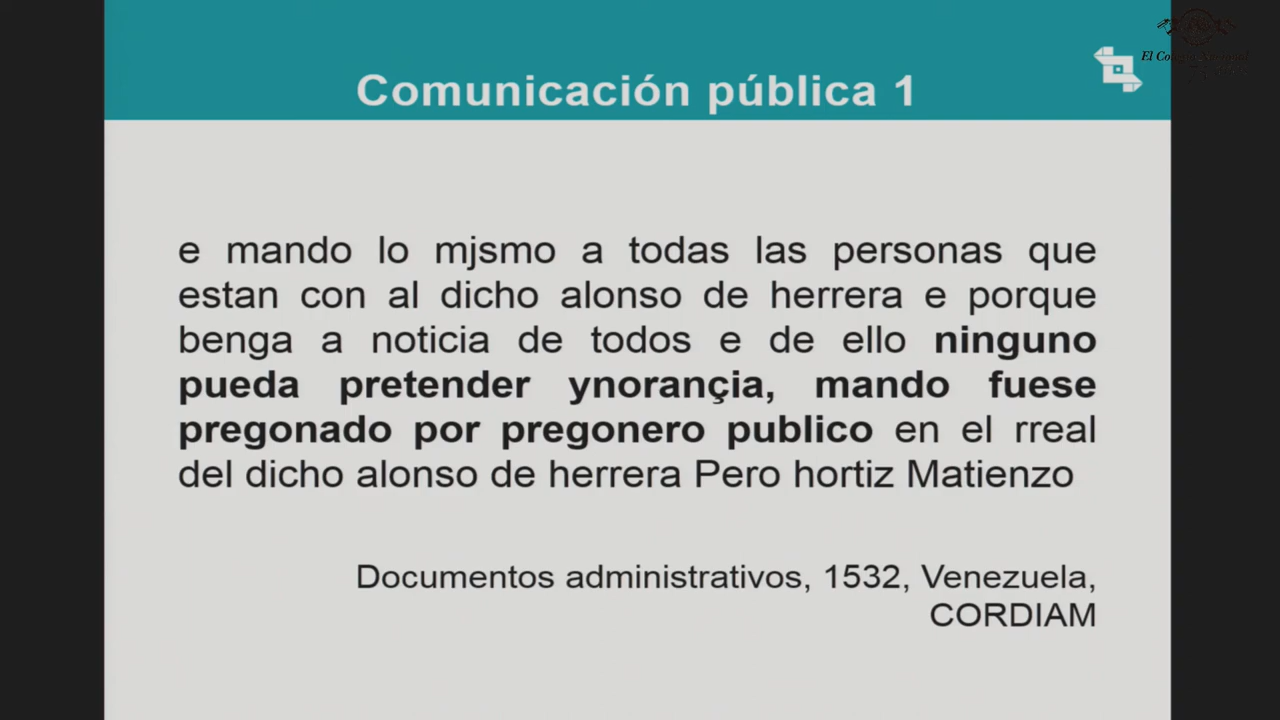 Comunicación pública 1
e mando lo mjsmo a todas las personas que
estan con al dicho alonso de herrera e porque
benga a noticia de todos e de ello ninguno
pueda pretender ynorançia, mando fuese
pregonado por pregonero publico en el rreal
del dicho alonso de herrera Pero hortiz Matienzo
Documentos administrativos, 1532, Venezuela,
CORDIAM